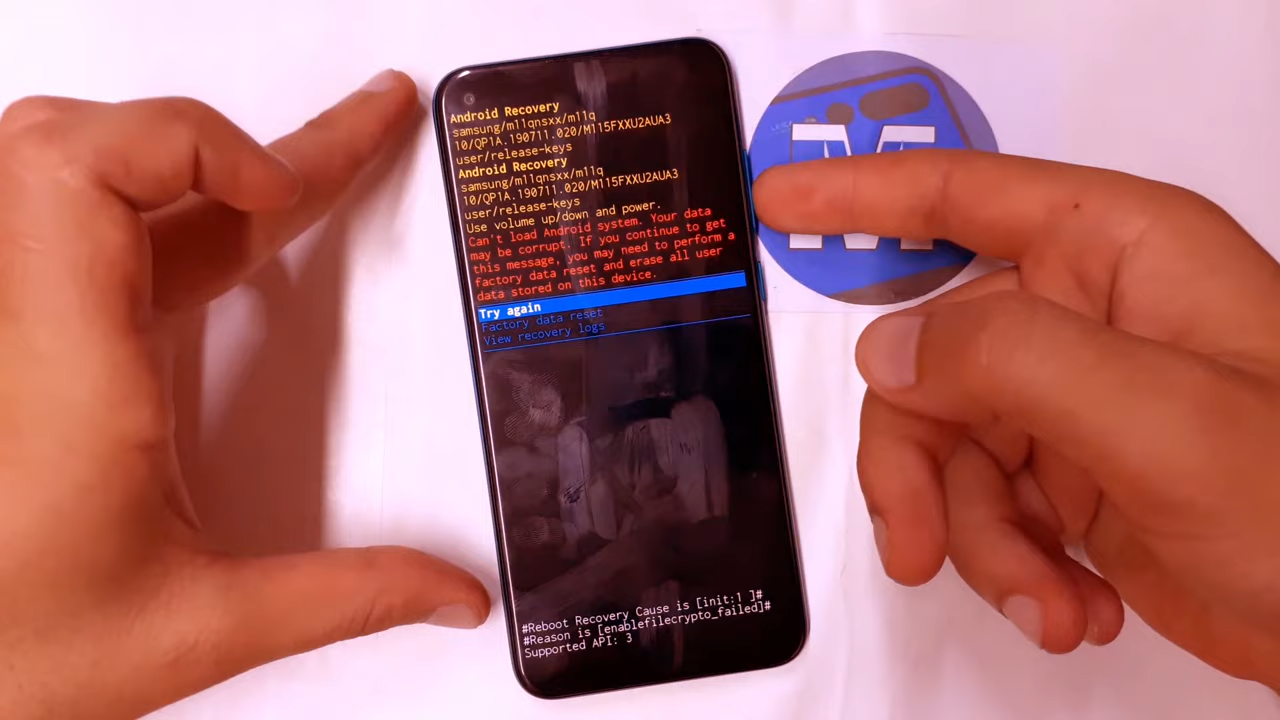 Android Recovery
samsung/m11qnsxx/m11q
10/QP1A.190711.020/M115FXXU2AUA3
user/release-keys
Android Recovery
samsung/m11qnsxx/m11q
10/QP1A.190711.020/M115FXXU2AUA3
user/release-keys
Use volume up/down and power.
Can't load Android system. Your data
may be corrupt. If you continue to get
this message, you may need to perform a
factory data reset and erase all user
data stored on this device.
Try again
Factory data reset
View recovery logs
#Reboot Recovery Cause is [init:1 ]#
#Reason is [enablefilecrypto_failed]#
Supported API: 3